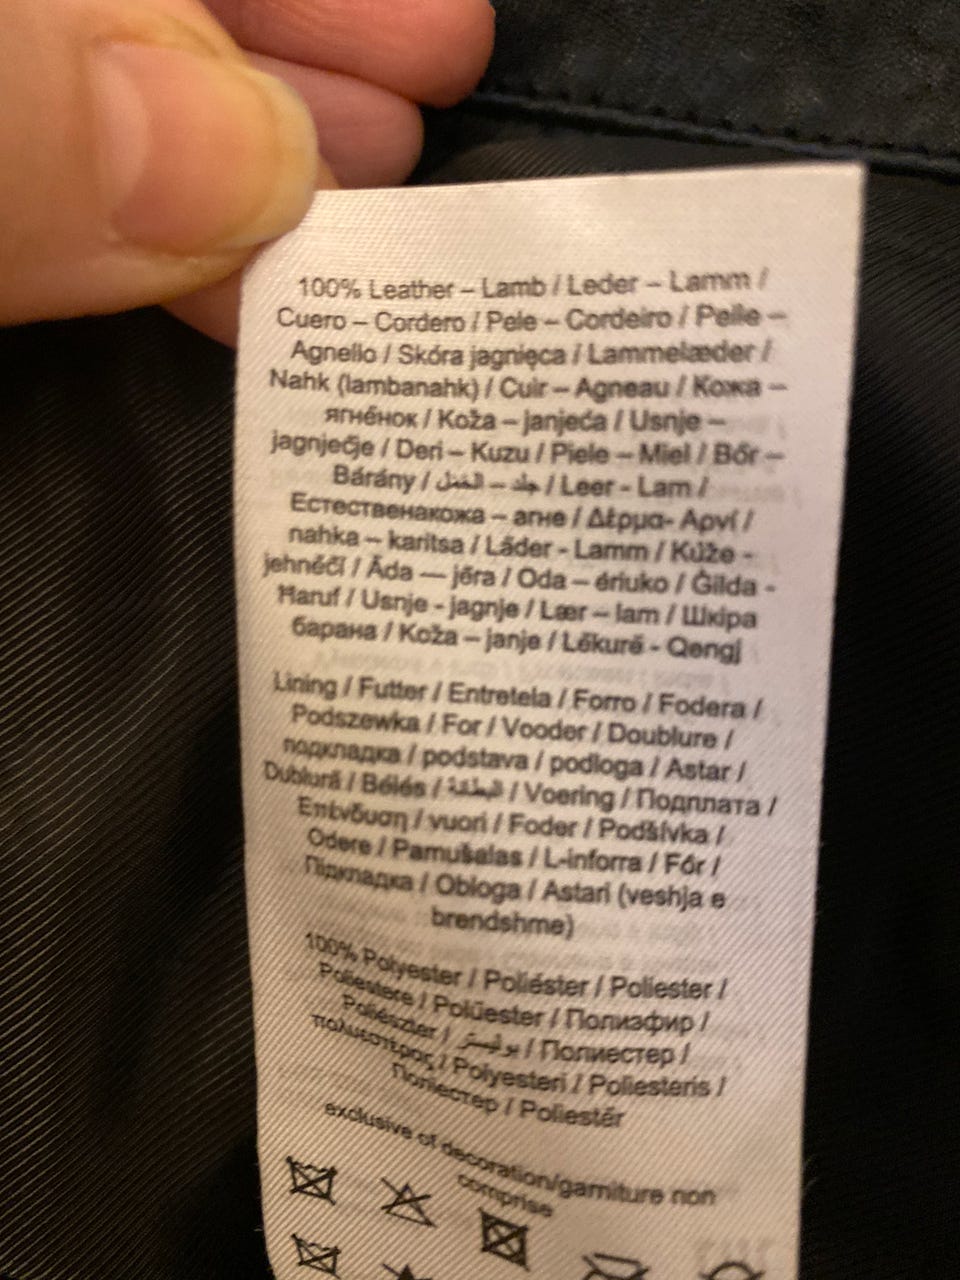 100% Leather – Lamb / Leder – Lamm /
Cuero – Cordero / Pele – Cordeiro / Pelle –
Agnello / Skóra jagnięca / Lammelæder /
Nahk (lambanahk) / Cuir – Agneau / Кожа –
ягнёнок / Koža – janjeća / Usnje –
jagnječje / Deri – Kuzu / Piele – Miel / Bőr –
Bárány / جلد – / Leer - Lam /
Естественакожа – агне / Δέρμα- Αρνί /
nahka – karitsa / Läder - Lamm / Kůže -
jehněčí / Āda — jēra / Oda – ėriuko / Ġilda -
Ħaruf / Usnje - jagnje / Lær – lam / Шкіра
барана / Koža – janje / Lëkurë - Qengj
Lining / Futter / Entretela / Forro / Fodera /
Podszewka / For / Vooder / Doublure /
подкладка / podstava / podloga / Astar /
Dublură / Bélés / البطانة / Voering / Подплата /
Επένδυση / vuori / Foder / Podšívka /
Odere / Pamušalas / L-inforra / Fór /
Підкладка / Obloga / Astari (veshja e
brendshme)
100% Polyester / Poliéster / Poliester /
Poliestere / Polüester / Полиэфир /
Poliészter / بوليستر / Полиестер /
πολυεστέρας / Polyesteri / Poliesteris /
Поліестер / Poliestër
exclusive of decoration/garniture non
comprise